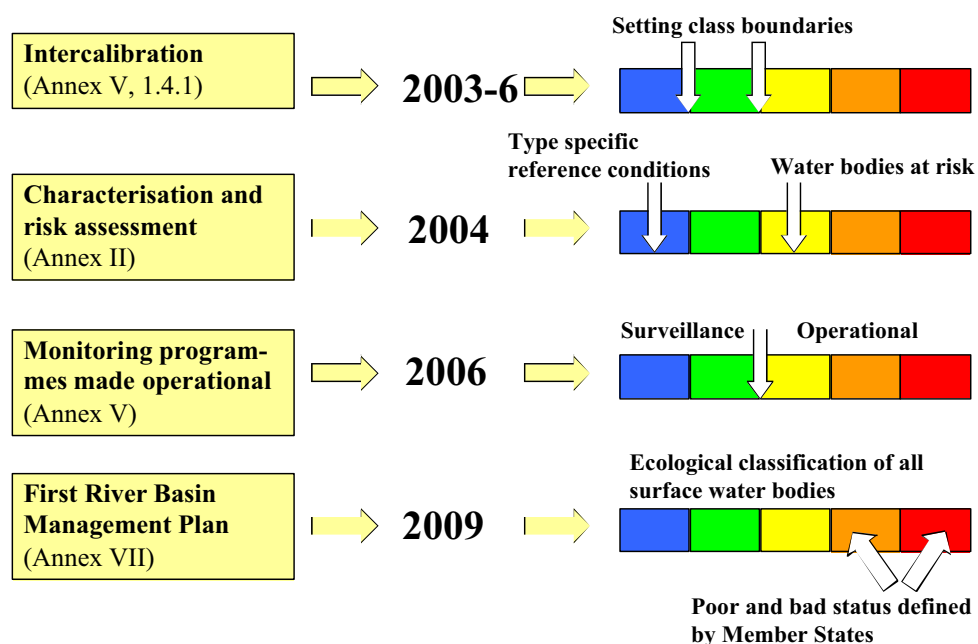 Setting class boundaries
Intercalibration
(Annex V, 1.4.1)
2003-6
Type specific
reference conditions
Water bodies at risk
Characterisation and
risk assessment
(Annex II)
2004
Surveillance
Operational
Monitoring program-
mes made operational
(Annex V)
2006
Ecological classification of all
surface water bodies
First River Basin
Management Plan
(Annex VII)
2009
Poor and bad status defined
by Member States